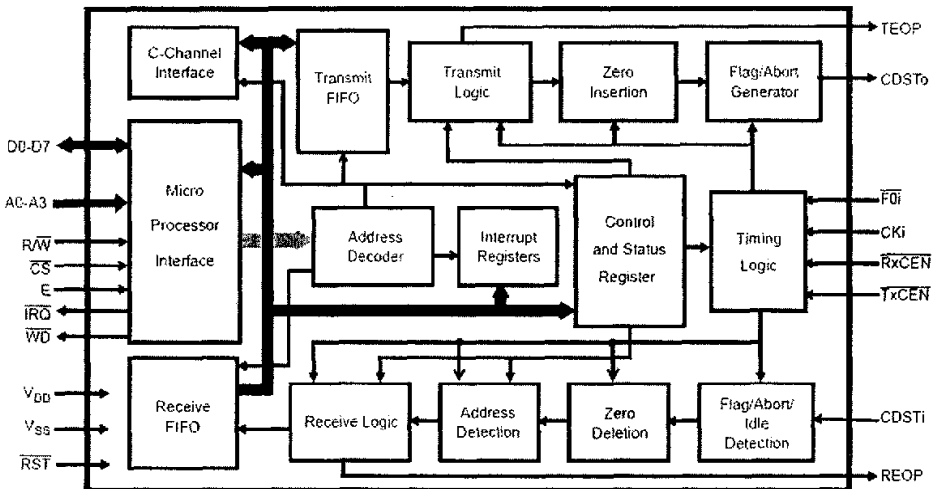 TEOP
C-Channel
Interface
Transmit
FIFO
Transmit
Logic
Zero
Insertion
Flag/Abort
Generator
CDSTo
D0-D7
A0-A3
R/W
CS
E
IRQ
WD
Micro
Processor
Interface
Address
Decoder
Interrupt
Registers
Control
and Status
Register
Timing
Logic
F0i
CKi
RxCEN
TxCEN
VDD
VSS
RST
Receive
FIFO
Receive Logic
Address
Detection
Zero
Deletion
Flag/Abort/
Idle
Detection
CDSTi
REOP